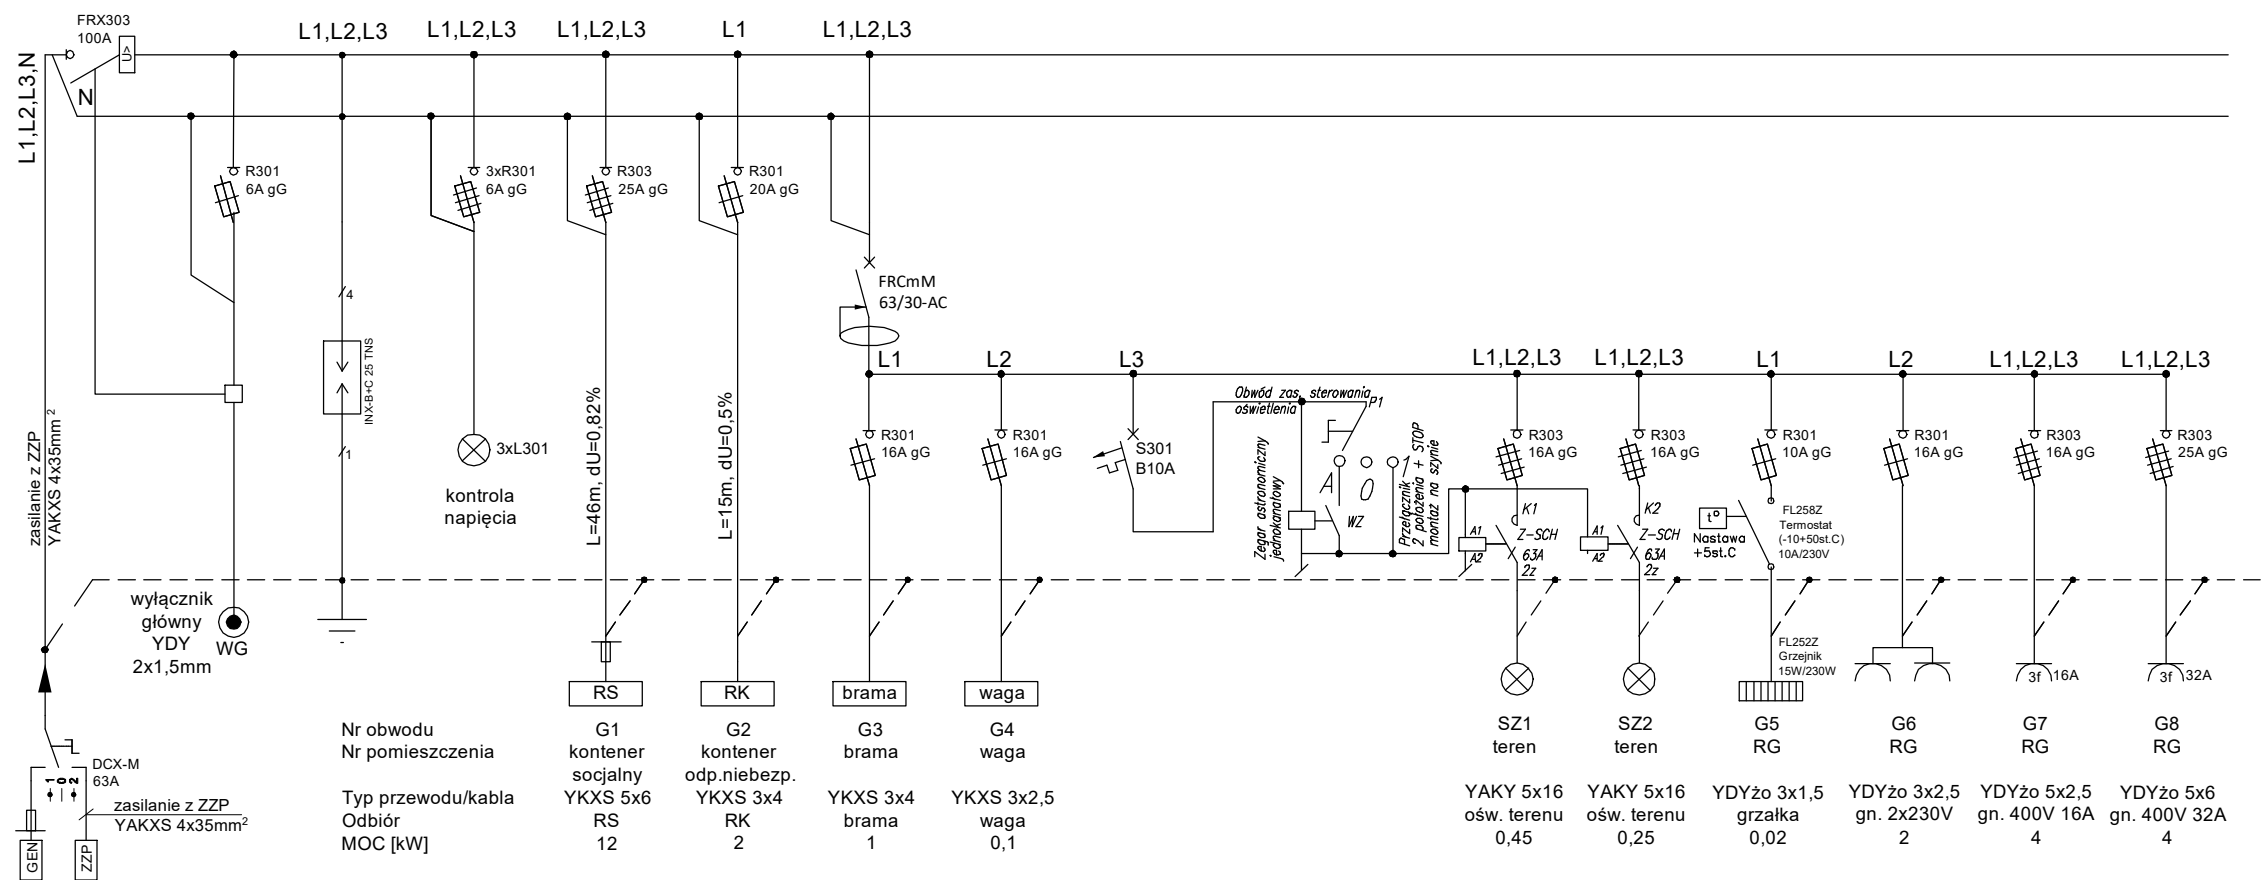 FRX303
100A
U>
L1,L2,L3,N
N
L1,L2,L3
L1,L2,L3
L1,L2,L3
L1
L1,L2,L3
R301
6A gG
3xR301
6A gG
R303
25A gG
R301
20A gG
4
INX-B+C 25 TNS
1
3xL301
kontrola
napięcia
L=46m, dU=0,82%
L=15m, dU=0,5%
FRCmM
63/30-AC
L1
L2
L3
L1,L2,L3
L1,L2,L3
L1
L2
L1,L2,L3
L1,L2,L3
R301
16A gG
R301
16A gG
S301
B10A
Obwód zas. sterowania
oświetlenia
P1
Zegar astronomiczny
jednokanałowy
A
0
1
WZ
Przełącznik 1 + STOP
2 położenia
montaż na szynie
R303
16A gG
K1
A1
A2
Z-SCH
63A
2z
R303
16A gG
K2
A1
A2
Z-SCH
63A
2z
R301
10A gG
t°
Nastawa
+5st.C
FL258Z
Termostat
(-10+50st.C)
10A/230V
FL252Z
Grzejnik
15W/230W
R301
16A gG
R303
16A gG
R303
25A gG
3f
16A
3f
32A
zasilanie z ZZP
YAKXS 4x35mm²
wyłącznik
główny
YDY
2x1,5mm
WG
RS
RK
brama
waga
DCX-M
63A
1 0 2
zasilanie z ZZP
YAKXS 4x35mm²
GEN
ZZP
Nr obwodu G1 G2 G3 G4 SZ1 SZ2 G5 G6 G7 G8
Nr pomieszczenia kontener kontener brama waga teren teren RG RG RG RG
socjalny odp.niebezp.
Typ przewodu/kabla YKXS 5x6 YKXS 3x4 YKXS 3x4 YKXS 3x2,5 YAKY 5x16 YAKY 5x16 YDYżo 3x1,5 YDYżo 3x2,5 YDYżo 5x2,5 YDYżo 5x6
Odbiór RS RK brama waga ośw. terenu ośw. terenu grzałka gn. 2x230V gn. 400V 16A gn. 400V 32A
MOC [kW] 12 2 1 0,1 0,45 0,25 0,02 2 4 4